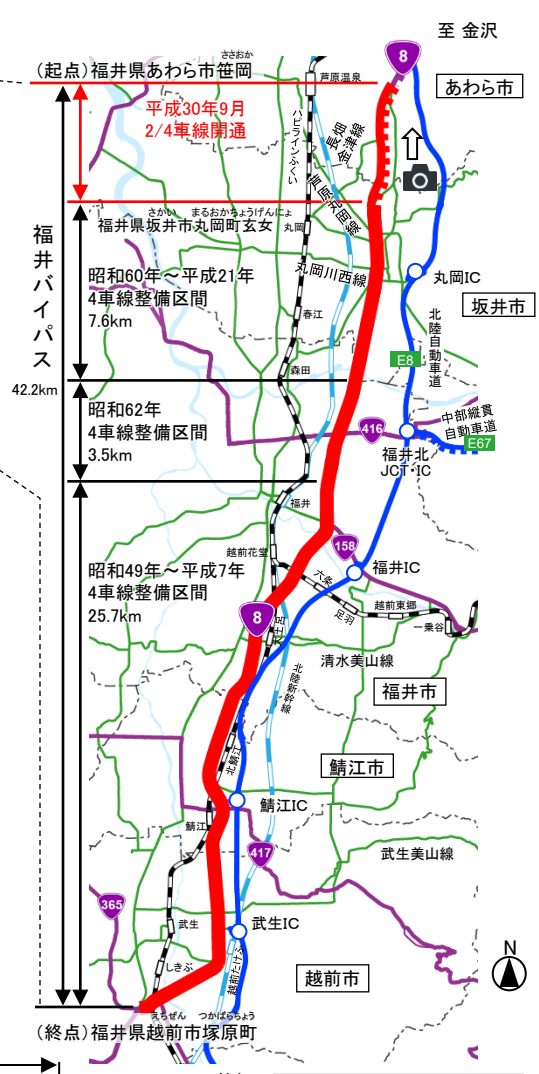 至 金沢
8
ささおか
(起点)福井県あわら市笹岡
芦原温泉
あわら市
平成30年9月
2/4車線開通
ハピラインふくい
長畑
金津線
芦原丸岡線
さかい まるおかちょうげんにょ
福井県坂井市丸岡町玄女
丸岡
福井バイパス
42.2km
昭和60年～平成21年
4車線整備区間
7.6km
丸岡川西線
丸岡IC
坂井市
春江
北陸自動車道
E8
森田
昭和62年
4車線整備区間
3.5km
416
中部縦貫
自動車道
E67
福井北
JCT・IC
福井
158
越前花堂
福井IC
昭和49年～平成7年
4車線整備区間
25.7km
六条
足羽
越前東郷
一乗谷
8
清水美山線
北陸新幹線
福井市
北鯖江
鯖江市
鯖江IC
鯖江
417
武生美山線
365
武生
武生IC
しきぶ
越前たけふ
越前市
N
えちぜん つかばらちょう
(終点)福井県越前市塚原町